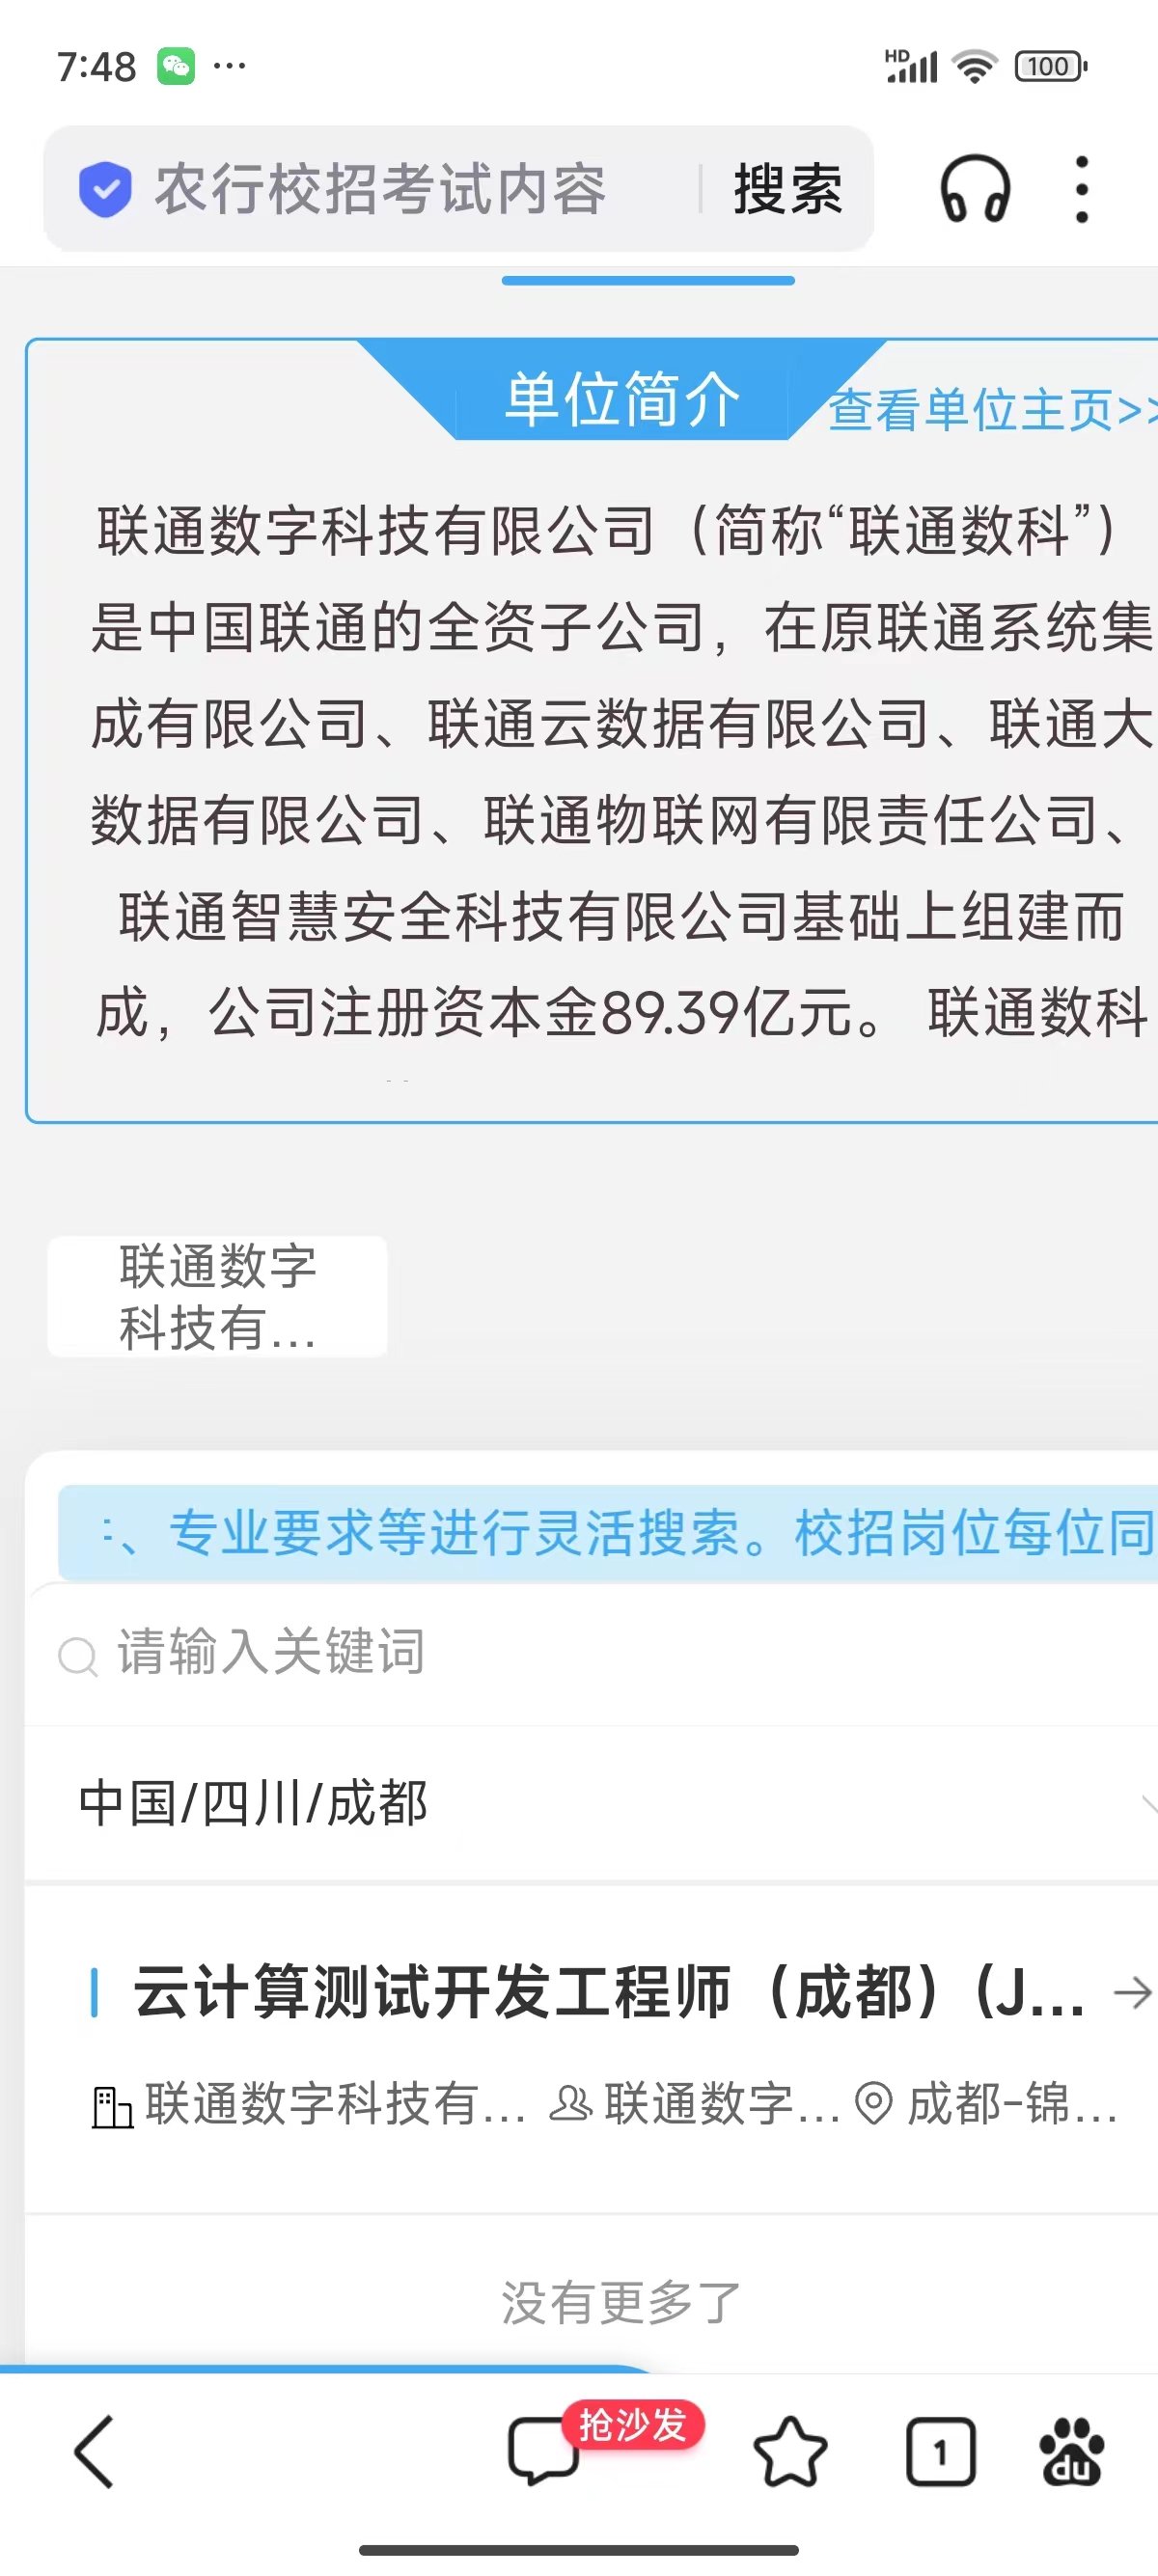 7:48 ...
HD 100
农行校招考试内容 搜索
单位简介
查看单位主页>>
联通数字科技有限公司（简称“联通数科”）
是中国联通的全资子公司，在原联通系统集
成有限公司、联通云数据有限公司、联通大
数据有限公司、联通物联网有限责任公司、
联通智慧安全科技有限公司基础上组建而
成，公司注册资本金89.39亿元。 联通数科
联通数字
科技有...
、专业要求等进行灵活搜索。校招岗位每位同
请输入关键词
中国/四川/成都
云计算测试开发工程师（成都）(J...
联通数字科技有... 联通数字... 成都-锦...
没有更多了
抢沙发
1
du